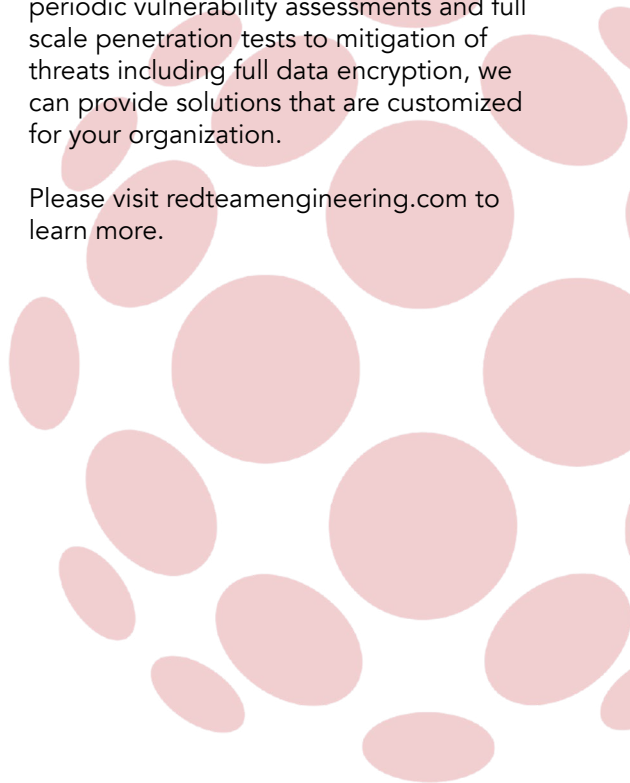 periodic vulnerability assessments and full
scale penetration tests to mitigation of
threats including full data encryption, we
can provide solutions that are customized
for your organization.
Please visit redteamengineering.com to
learn more.